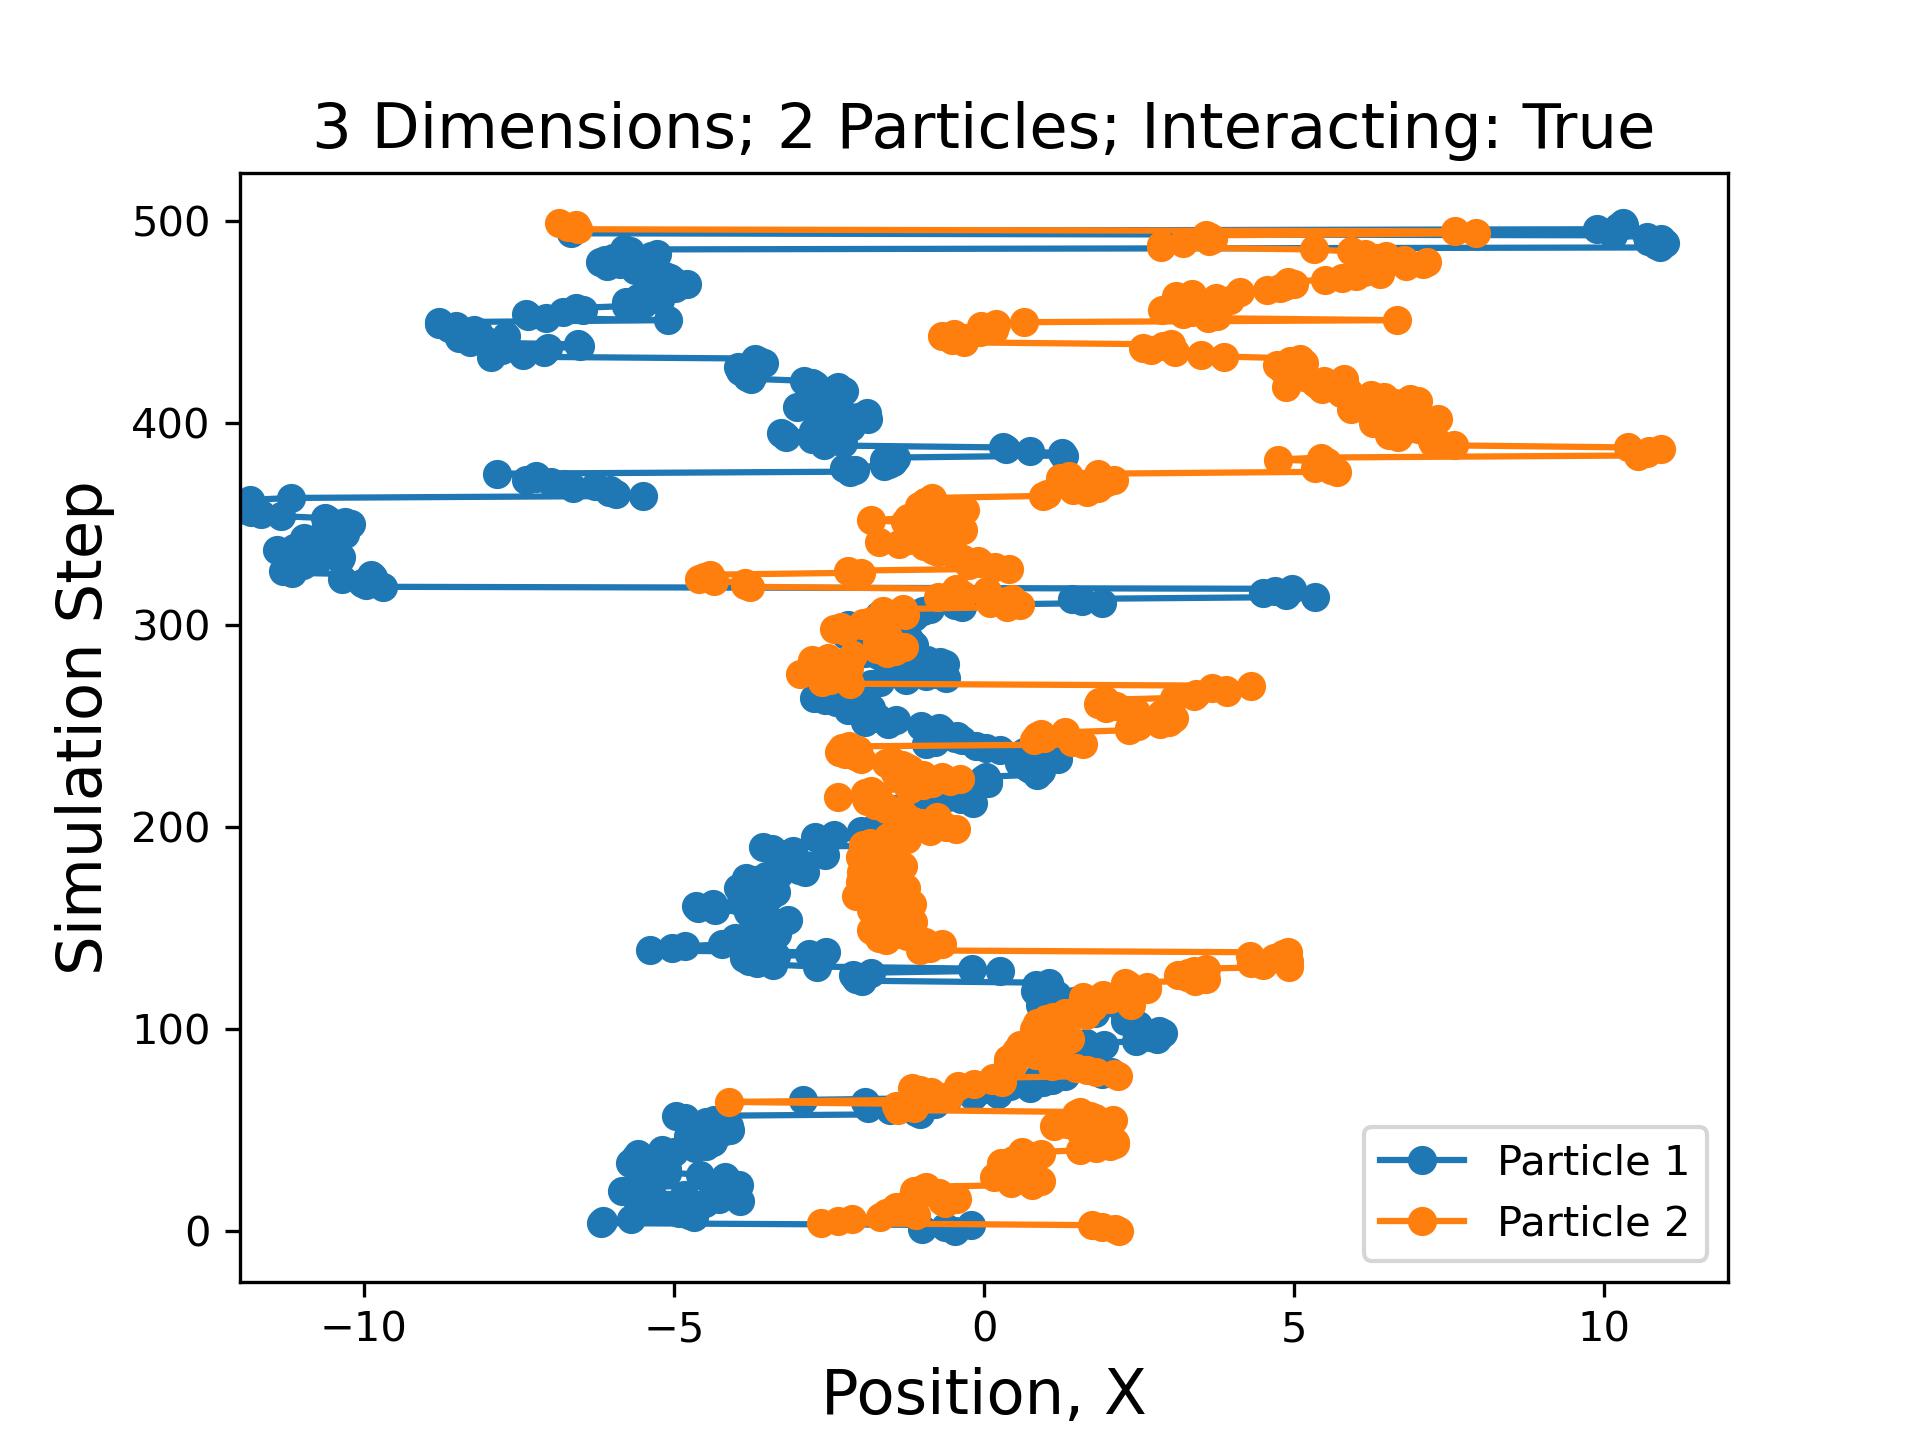 3 Dimensions; 2 Particles; Interacting: True
Simulation Step
500
400
300
200
100
0
−10
−5
0
5
10
Position, X
Particle 1
Particle 2